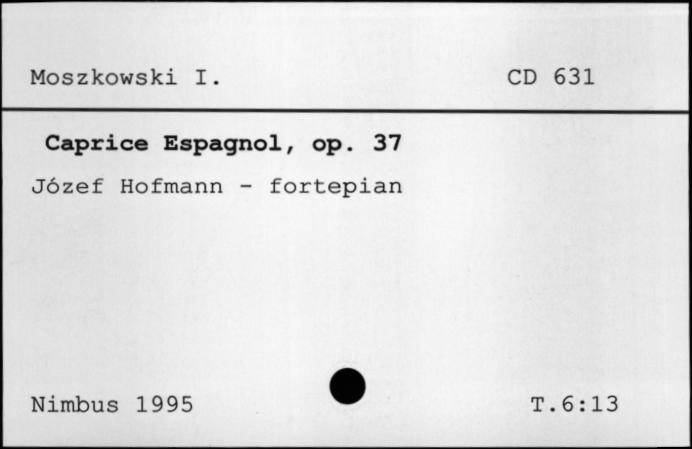 Moszkowski I. CD 631
Caprice Espagnol, op. 37
Józef Hofmann - fortepian
Nimbus 1995 T.6:13